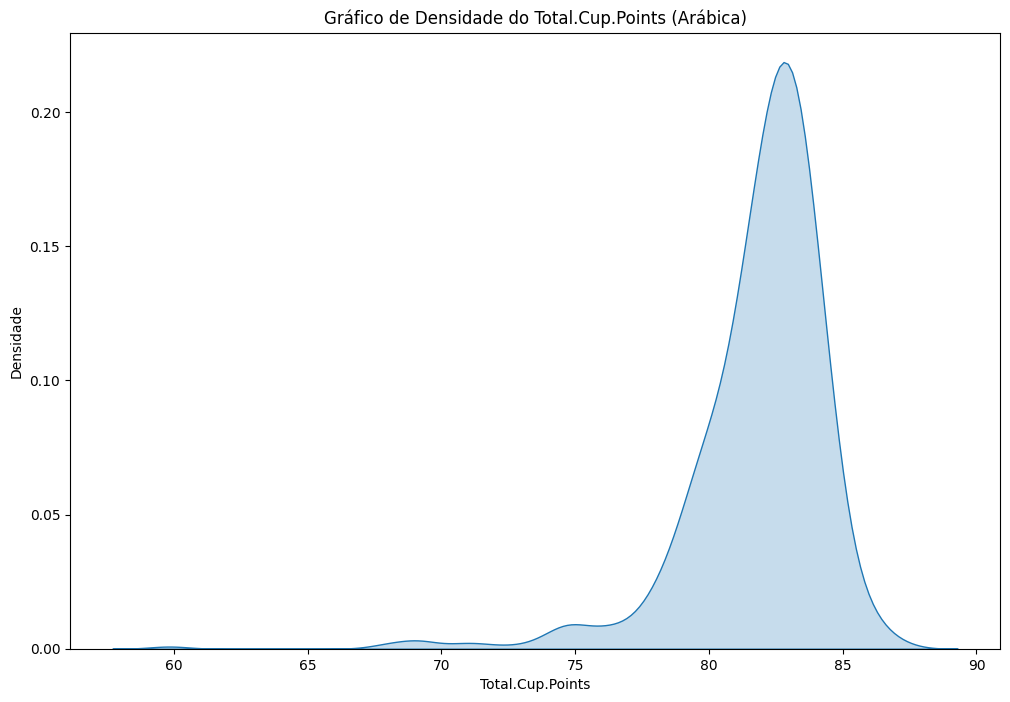 Gráfico de Densidade do Total.Cup.Points (Arábica)
Densidade
0.20
0.15
0.10
0.05
0.00
60 65 70 75 80 85 90
Total.Cup.Points